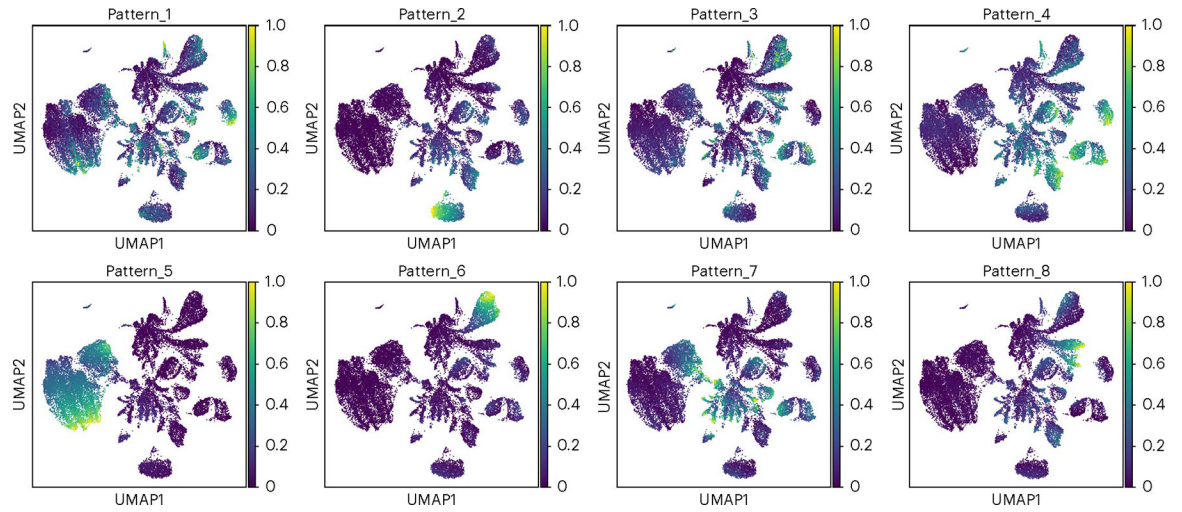 Pattern_1 Pattern_2 Pattern_3 Pattern_4
1.0 1.0 1.0 1.0
0.8 0.8 0.8 0.8
0.6 0.6 0.6 0.6
UMAP2 UMAP2 UMAP2 UMAP2
0.4 0.4 0.4 0.4
0.2 0.2 0.2 0.2
0 0 0 0
UMAP1 UMAP1 UMAP1 UMAP1
Pattern_5 Pattern_6 Pattern_7 Pattern_8
1.0 1.0 1.0 1.0
0.8 0.8 0.8 0.8
0.6 0.6 0.6 0.6
UMAP2 UMAP2 UMAP2 UMAP2
0.4 0.4 0.4 0.4
0.2 0.2 0.2 0.2
0 0 0 0
UMAP1 UMAP1 UMAP1 UMAP1